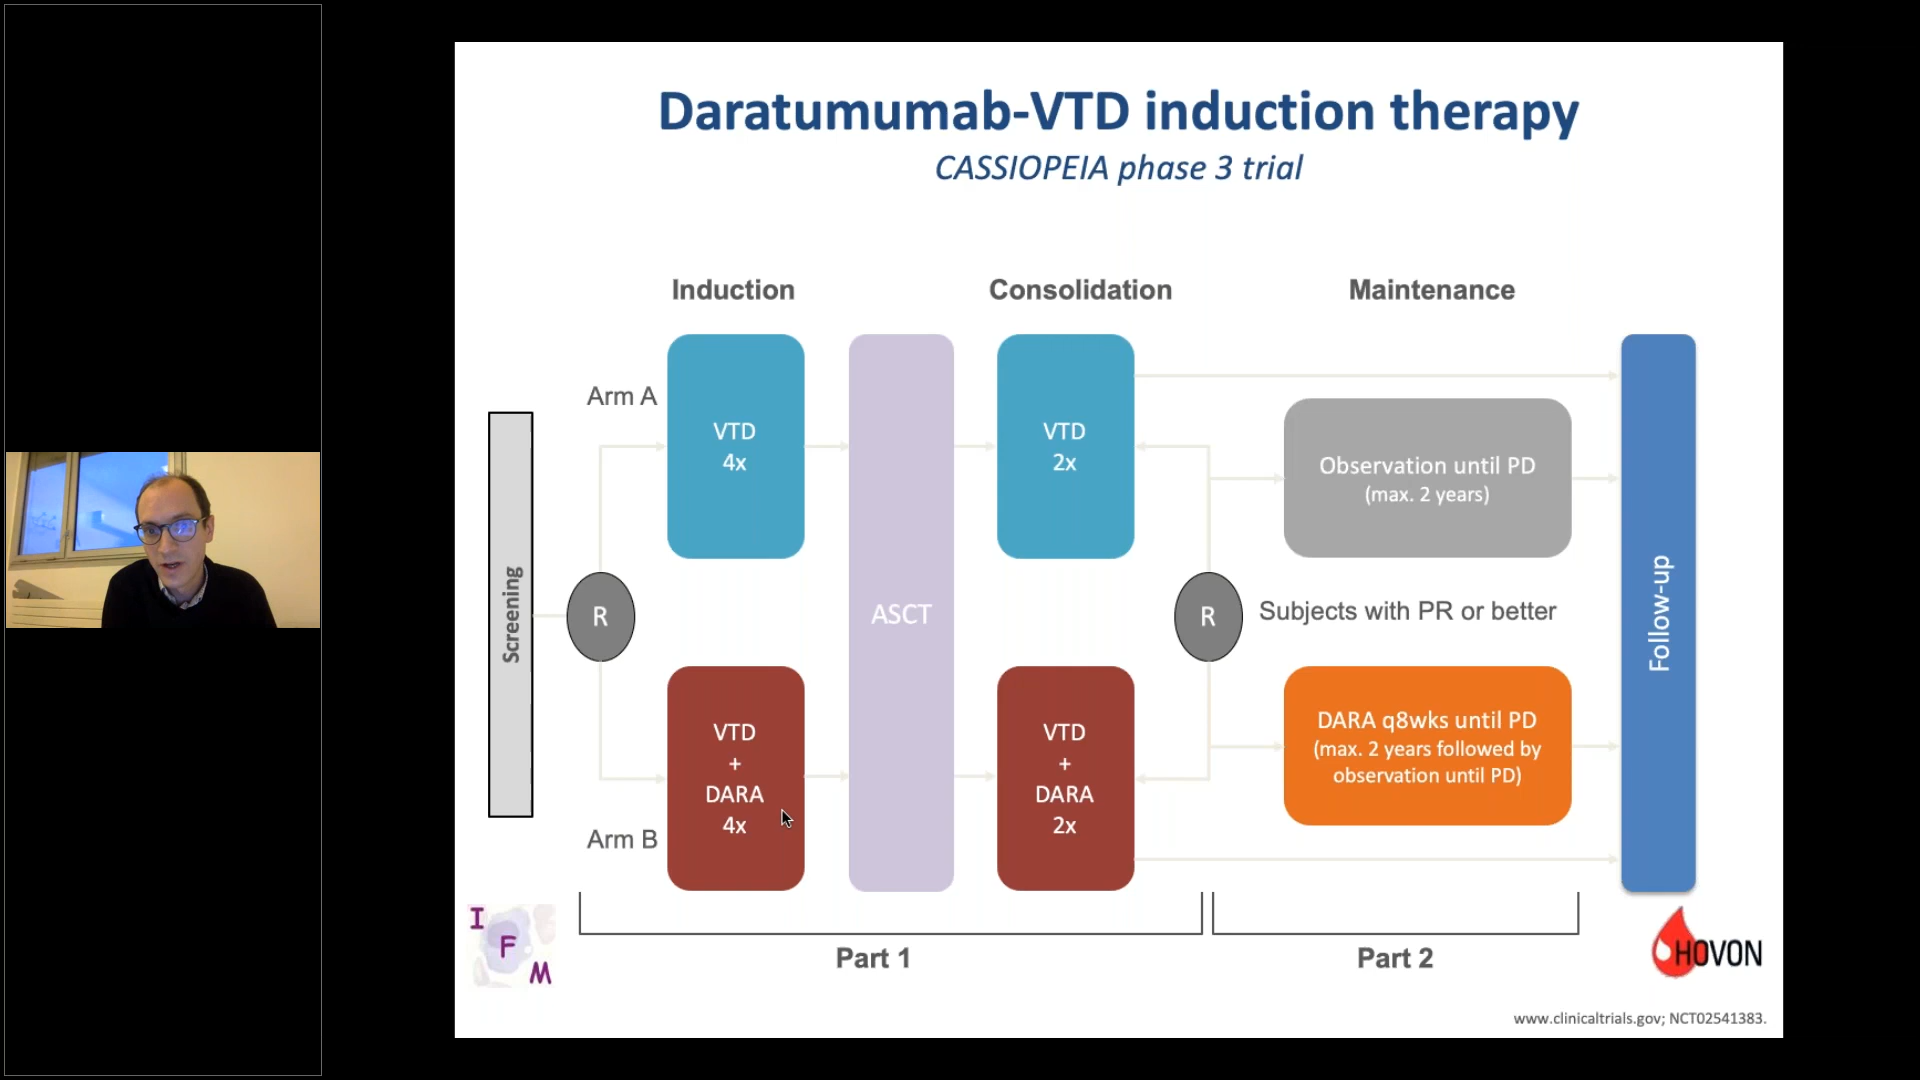 Daratumumab-VTD induction therapy
CASSIOPEIA phase 3 trial
Induction
Consolidation
Maintenance
Arm A
VTD
4x
VTD
2x
Observation until PD
(max. 2 years)
Screening
R
ASCT
R
Subjects with PR or better
Follow-up
VTD
+
DARA
4x
VTD
+
DARA
2x
DARA q8wks until PD
(max. 2 years followed by
observation until PD)
Arm B
Part 1
Part 2
I
F
M
HOVON
www.clinicaltrials.gov; NCT02541383.